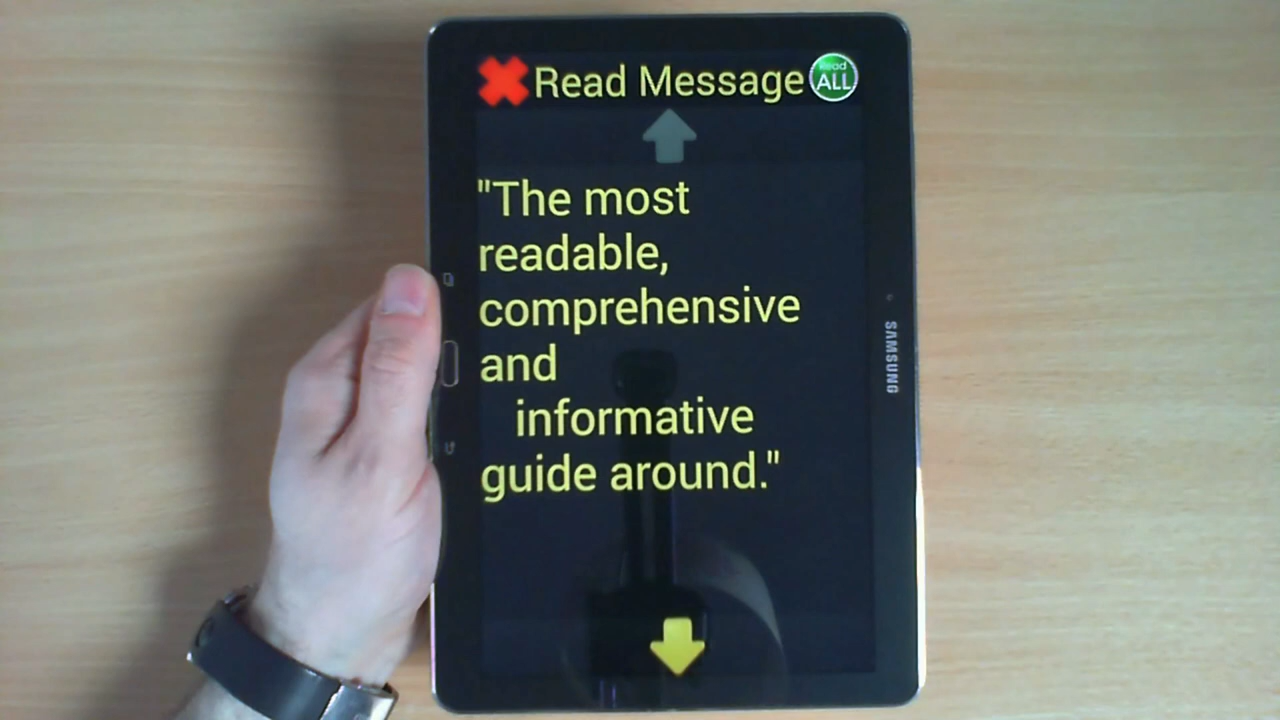 Read Message
Read
ALL
"The most
readable,
comprehensive
and
informative
guide around."
SAMSUNG